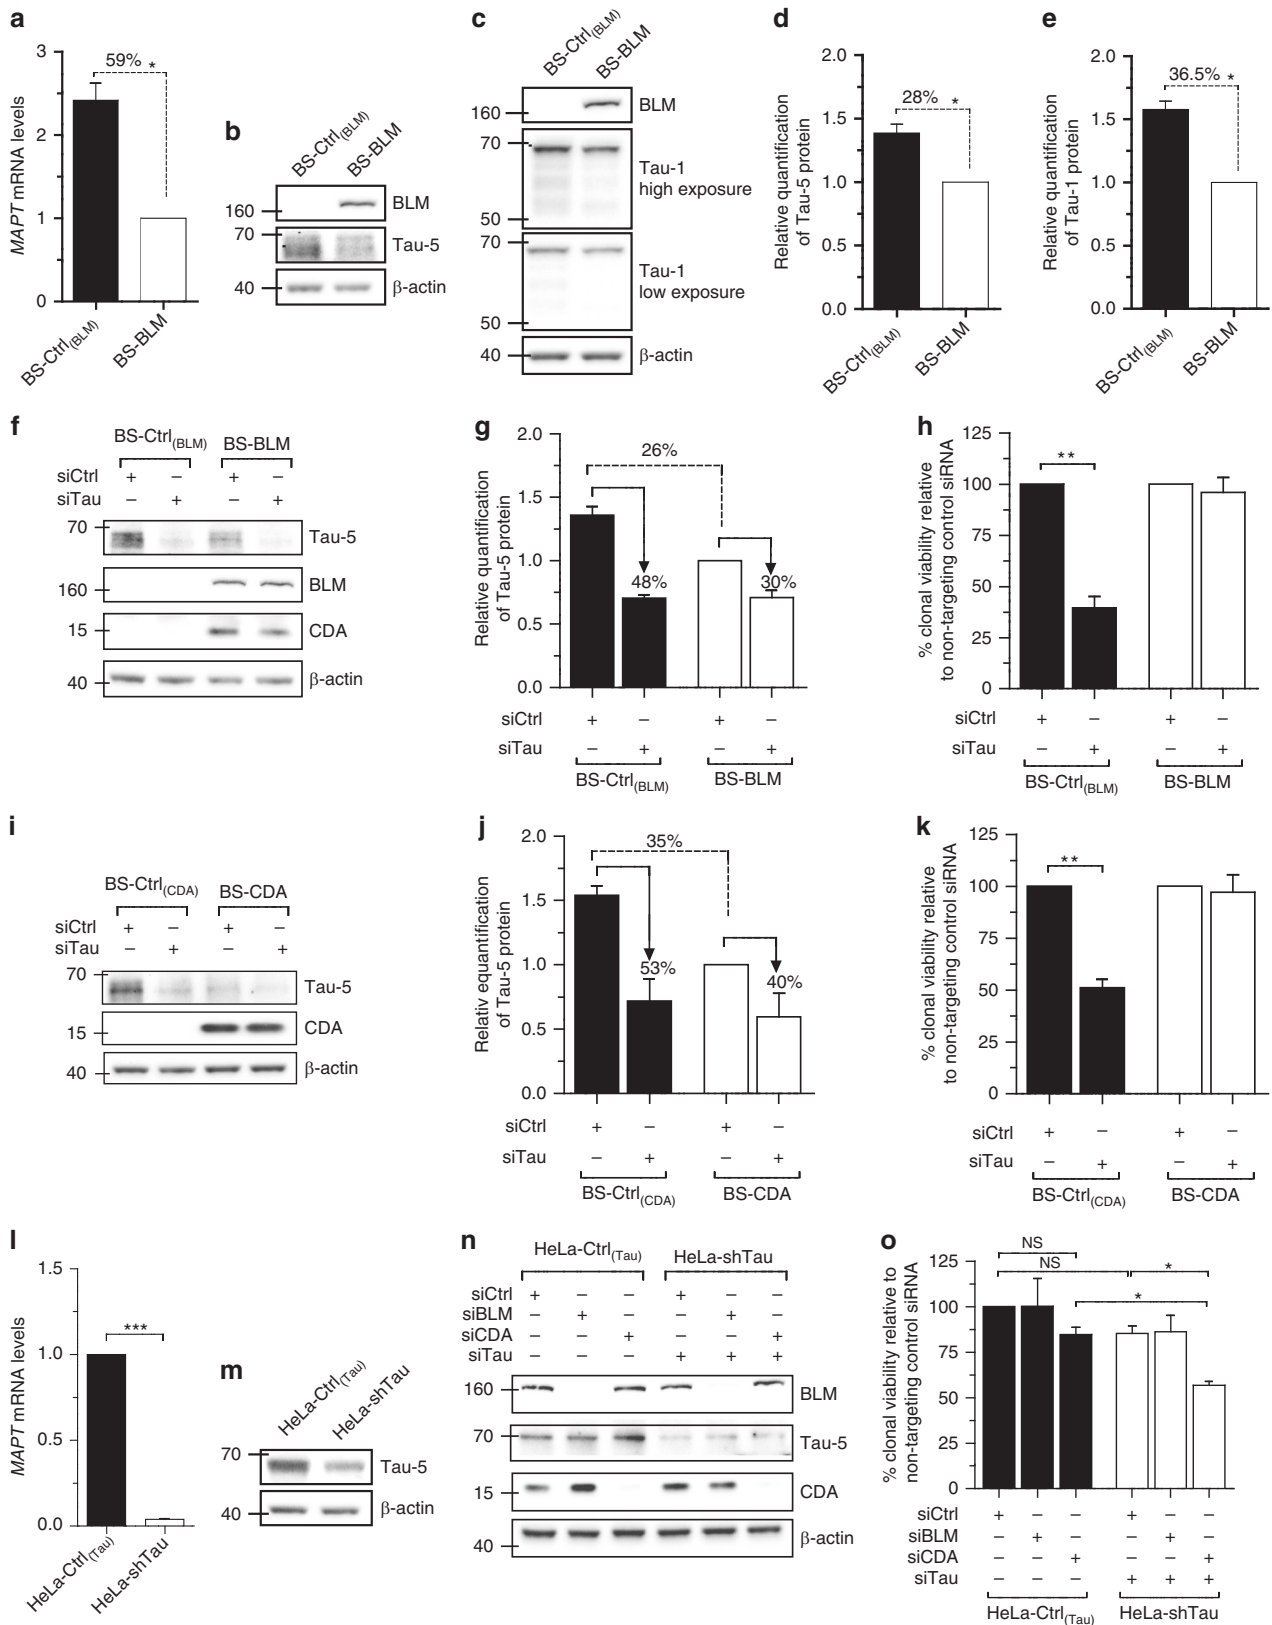 a
MAPT mRNA levels
3
2
1
0
59% *
BS-Ctrl(BLM)
BS-BLM
b
BS-Ctrl(BLM)
BS-BLM
160
BLM
70
Tau-5
40
β-actin
c
BS-Ctrl(BLM)
BS-BLM
160
BLM
70
Tau-1
high exposure
50
70
Tau-1
low exposure
50
40
β-actin
d
Relative quantification
of Tau-5 protein
2.0
1.5
1.0
0.5
0.0
28% *
BS-Ctrl(BLM)
BS-BLM
e
Relative quantification
of Tau-1 protein
2.0
1.5
1.0
0.5
0.0
36.5% *
BS-Ctrl(BLM)
BS-BLM
f
BS-Ctrl(BLM) BS-BLM
siCtrl + – + –
siTau – + – +
70
Tau-5
BLM
160
15
CDA
40
β-actin
g
Relative quantification
of Tau-5 protein
2.0
1.5
1.0
0.5
0.0
26%
48%
30%
siCtrl + – + –
siTau – + – +
BS-Ctrl(BLM) BS-BLM
h
% clonal viability relative
to non-targeting control siRNA
125
100
75
50
25
0
**
siCtrl + – + –
siTau – + – +
BS-Ctrl(BLM) BS-BLM
i
BS-Ctrl(CDA) BS-CDA
siCtrl + – + –
siTau – + – +
70
Tau-5
15
CDA
40
β-actin
j
Relativ equantification
of Tau-5 protein
2.0
1.5
1.0
0.5
0.0
35%
53%
40%
siCtrl + – + –
siTau – + – +
BS-Ctrl(CDA) BS-CDA
k
% clonal viability relative
to non-targeting control siRNA
125
100
75
50
25
0
**
siCtrl + – + –
siTau – + – +
BS-Ctrl(CDA) BS-CDA
l
MAPT mRNA levels
1.5
1.0
0.5
0.0
***
HeLa-Ctrl(Tau)
HeLa-shTau
m
HeLa-Ctrl(Tau)
HeLa-shTau
70
Tau-5
40
β-actin
n
HeLa-Ctrl(Tau) HeLa-shTau
siCtrl + – – + – –
siBLM – + – – + –
siCDA – – + – – +
siTau – – – + + +
160
BLM
70
Tau-5
15
CDA
40
β-actin
o
% clonal viability relative to
non-targeting control siRNA
125
100
75
50
25
0
NS
NS
*
*
siCtrl + – – + – –
siBLM – + – – + –
siCDA – – + – – +
siTau – – – + + +
HeLa-Ctrl(Tau) HeLa-shTau